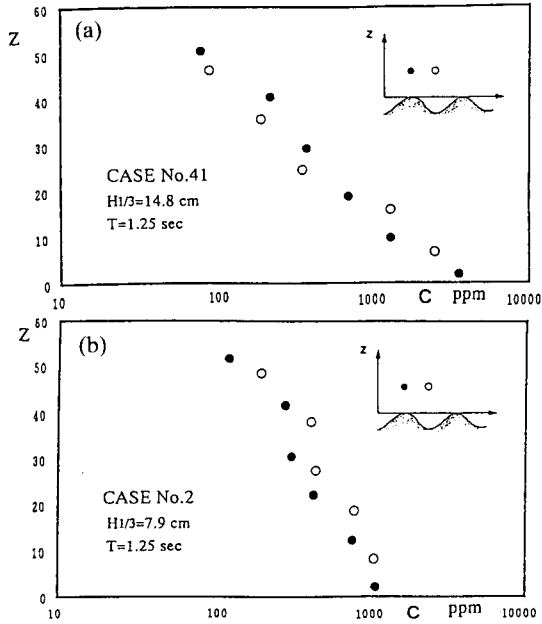 60
Z
(a)
z
50
40
30
20
10
0
CASE No.41
H1/3=14.8 cm
T=1.25 sec
10
100
1000
C
ppm
10000
60
Z
(b)
z
50
40
30
20
10
0
CASE No.2
H1/3=7.9 cm
T=1.25 sec
10
100
1000
C
ppm
10000